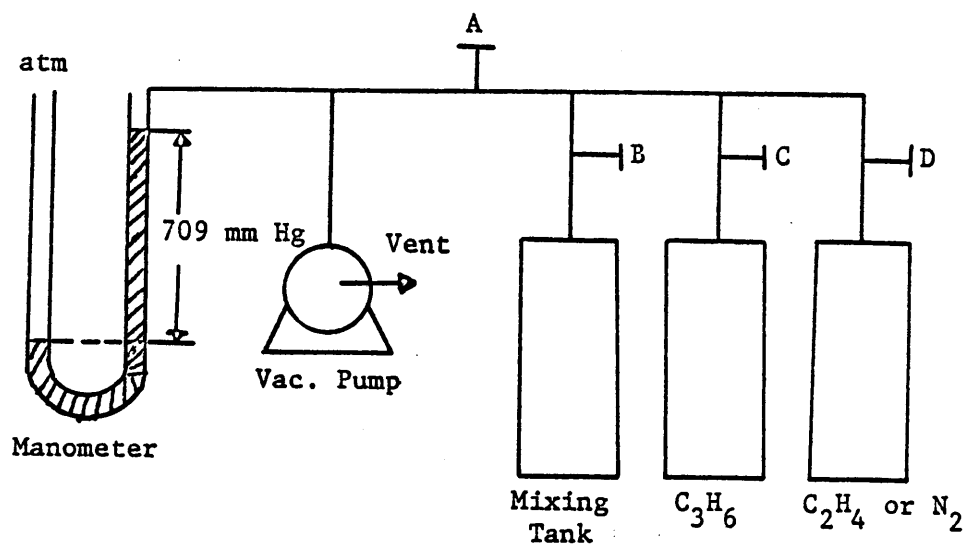 A
atm
B
C
D
709 mm Hg
Vent
Vac. Pump
Manometer
Mixing
Tank
C₃H₆
C₂H₄ or N₂